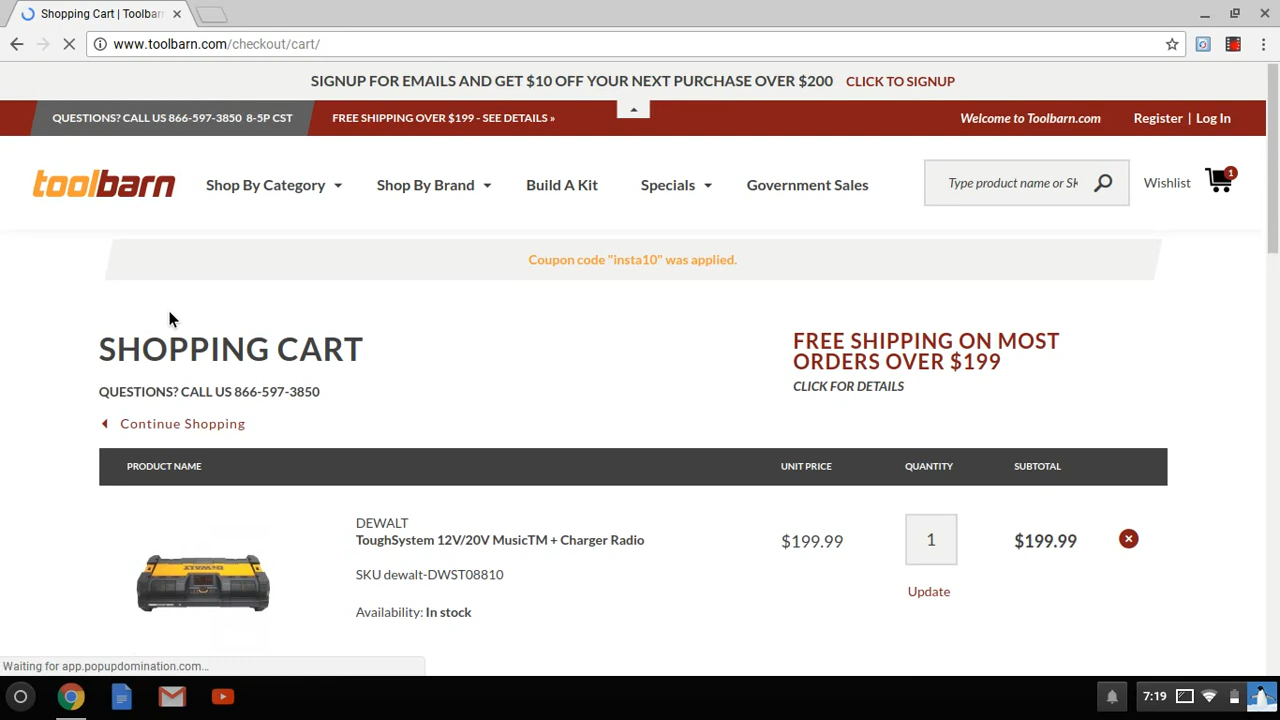 Shopping Cart | Toolbarn
www.toolbarn.com/checkout/cart/
SIGNUP FOR EMAILS AND GET $10 OFF YOUR NEXT PURCHASE OVER $200 CLICK TO SIGNUP
QUESTIONS? CALL US 866-597-3850 8-5P CST FREE SHIPPING OVER $199 - SEE DETAILS » Welcome to Toolbarn.com Register | Log In
toolbarn Shop By Category Shop By Brand Build A Kit Specials Government Sales Type product name or SK Wishlist 1
Coupon code "insta10" was applied.
SHOPPING CART
FREE SHIPPING ON MOST
ORDERS OVER $199
CLICK FOR DETAILS
QUESTIONS? CALL US 866-597-3850
Continue Shopping
PRODUCT NAME UNIT PRICE QUANTITY SUBTOTAL
DEWALT
ToughSystem 12V/20V MusicTM + Charger Radio
$199.99 1 $199.99
SKU dewalt-DWST08810
Update
Availability: In stock
Waiting for app.popupdomination.com...
7:19